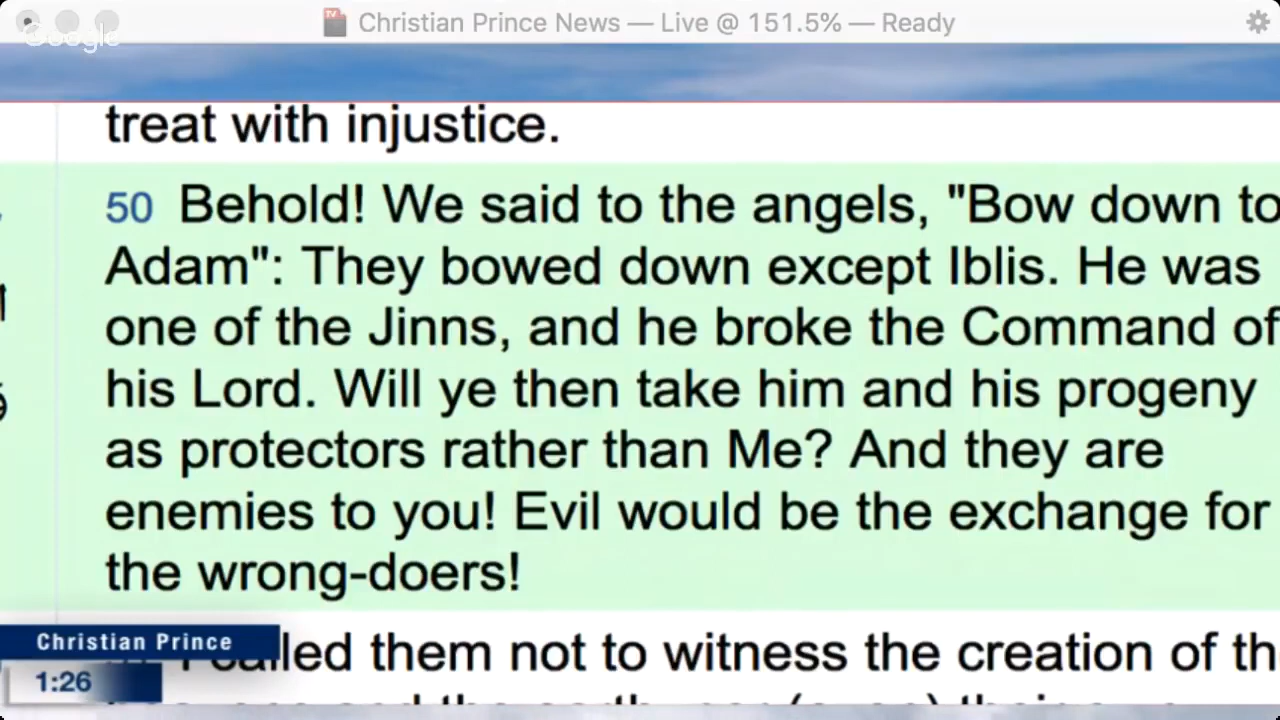 Christian Prince News — Live @ 151.5% — Ready
Google
treat with injustice.
50 Behold! We said to the angels, "Bow down to
Adam": They bowed down except Iblis. He was
one of the Jinns, and he broke the Command of
his Lord. Will ye then take him and his progeny
as protectors rather than Me? And they are
enemies to you! Evil would be the exchange for
the wrong-doers!
called them not to witness the creation of th
Christian Prince
1:26